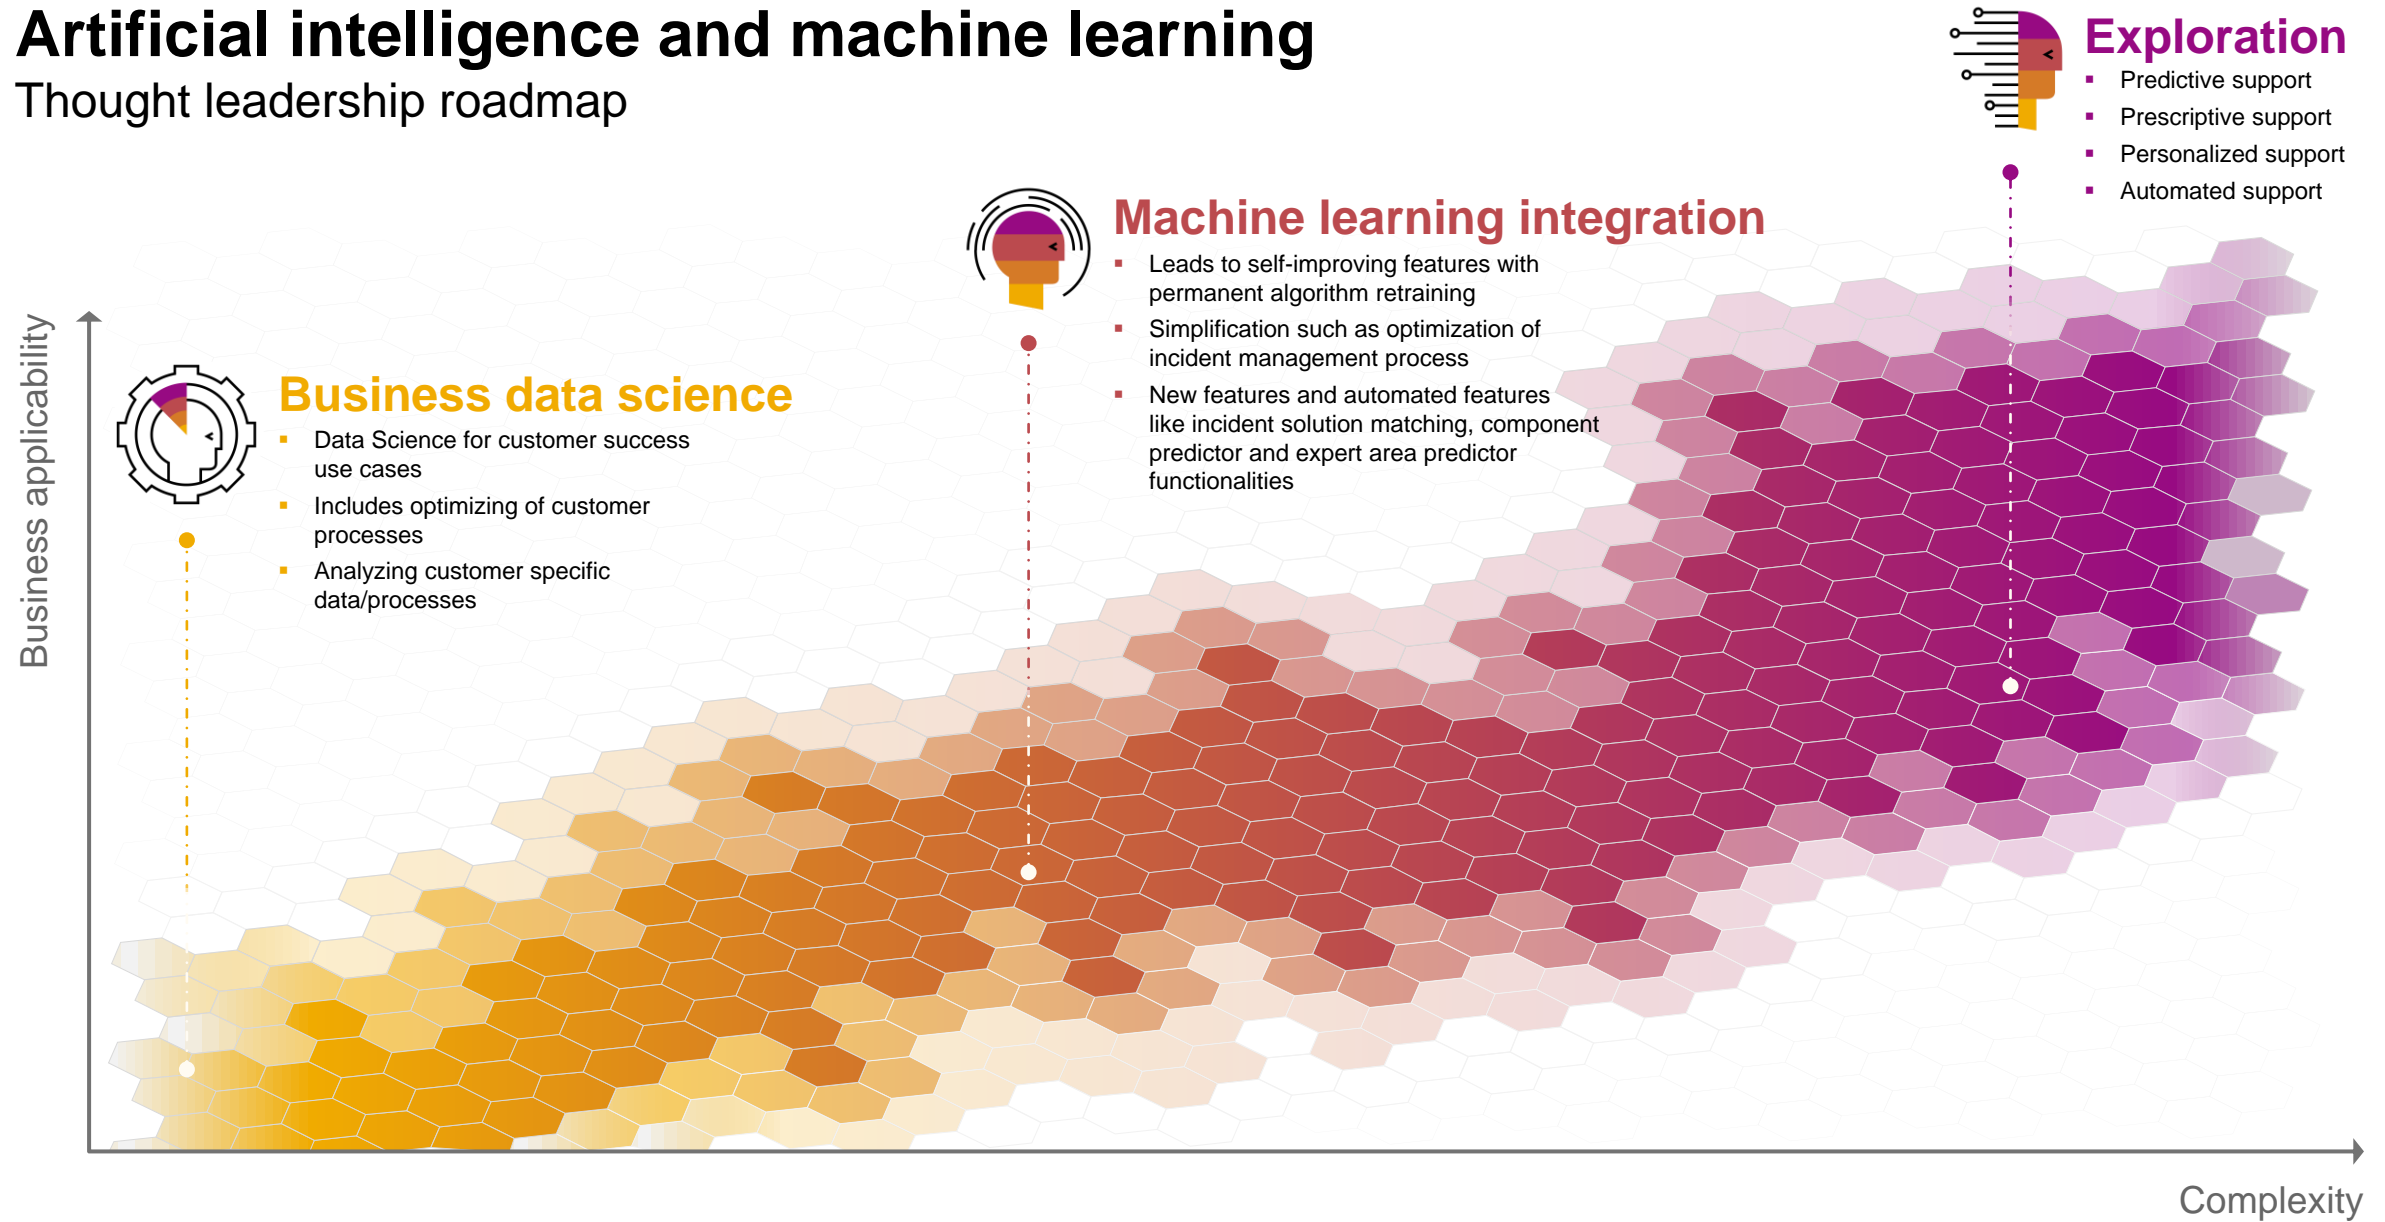 Artificial intelligence and machine learning
Thought leadership roadmap
Exploration
Predictive support
Prescriptive support
Personalized support
Automated support
Machine learning integration
Leads to self-improving features with
permanent algorithm retraining
Simplification such as optimization of
incident management process
New features and automated features
like incident solution matching, component
predictor and expert area predictor
functionalities
Business data science
Data Science for customer success
use cases
Includes optimizing of customer
processes
Analyzing customer specific
data/processes
Business applicability
Complexity